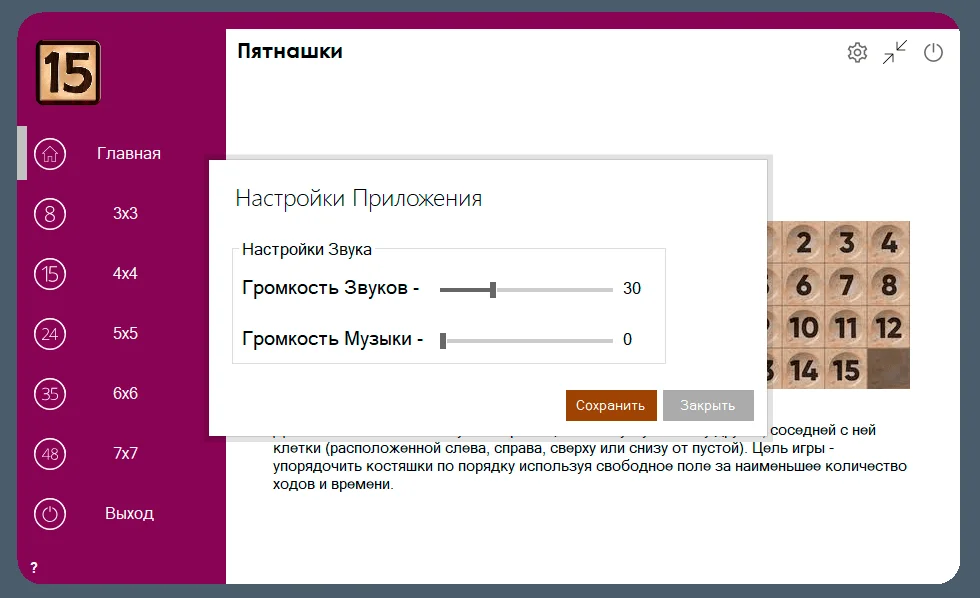 15
Пятнашки
Главная
8 3x3
15 4x4
24 5x5
35 6x6
48 7x7
Выход
?
Настройки Приложения
Настройки Звука
Громкость Звуков - 30
Громкость Музыки - 0
Сохранить Закрыть
2 3 4
6 7 8
10 11 12
14 15
соседней с ней
клетки (расположенной слева, справа, сверху или снизу от пустой). Цель игры -
упорядочить костяшки по порядку используя свободное поле за наименьшее количество
ходов и времени.